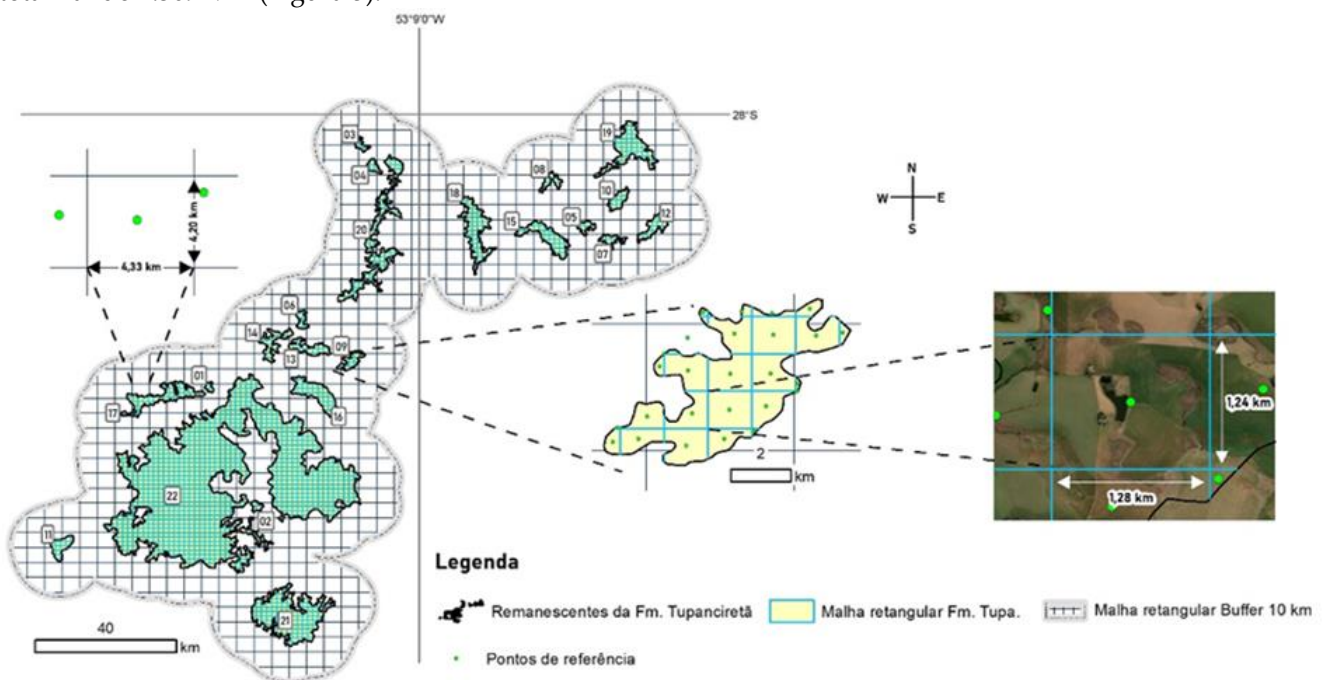 53°9'0"W
28°S
03
04
19
08
10
18
12
15
05
07
20
N
W
E
S
4,20 km
4,33 km
06
14
13
09
01
17
16
22
02
11
21
2
km
1,24 km
1,28 km
40
km
Legenda
Remanescentes da Fm. Tupanciretã
Malha retangular Fm. Tupa.
Malha retangular Buffer 10 km
Pontos de referência